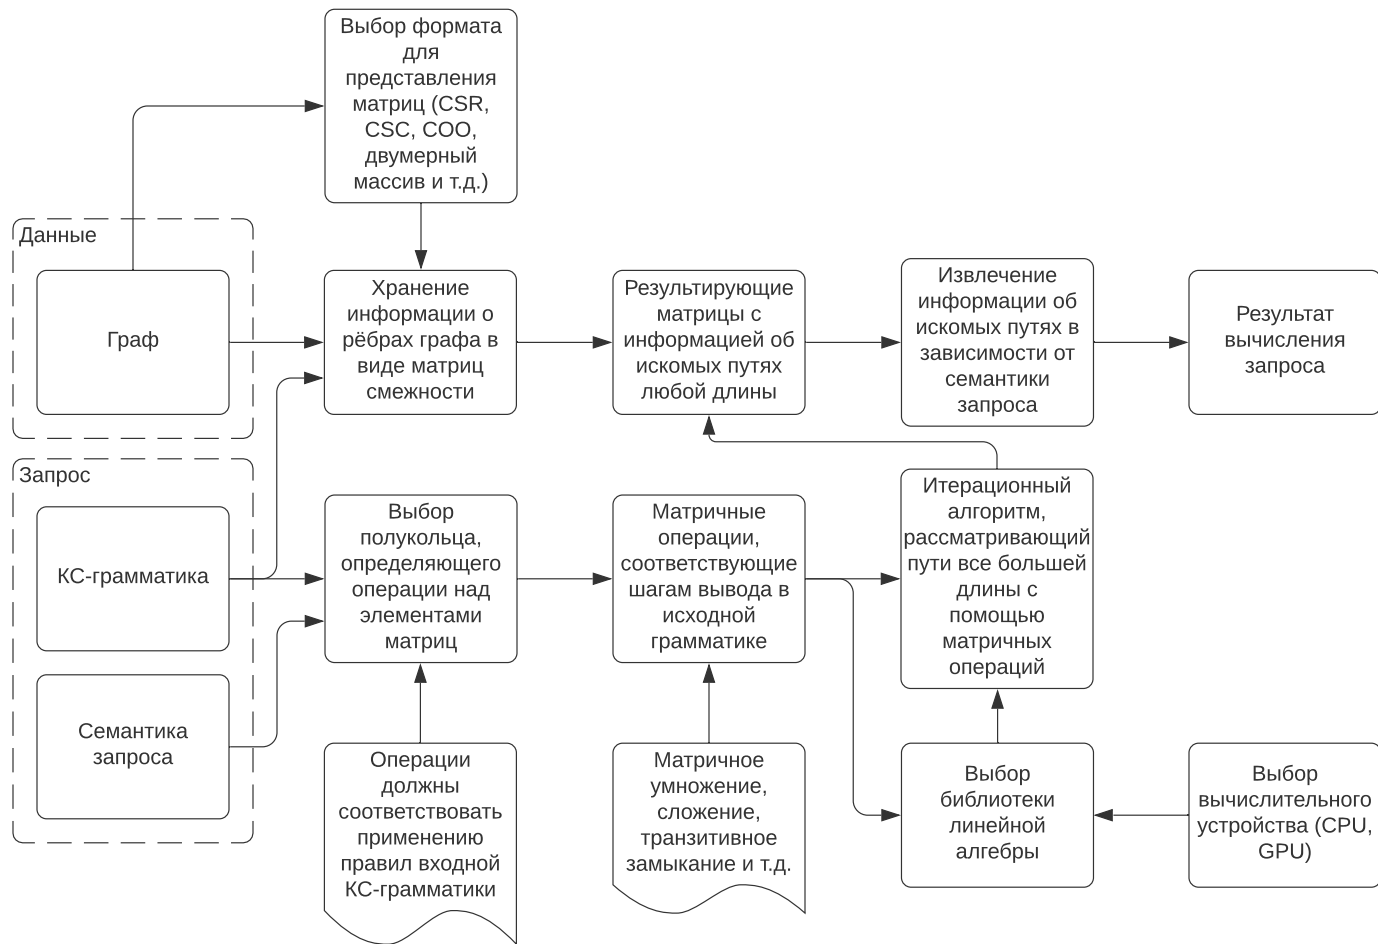 Выбор формата
для
представления
матриц (CSR,
CSC, COO,
двумерный
массив и т.д.)
Данные
Граф
Хранение
информации о
рёбрах графа в
виде матриц
смежности
Результирующие
матрицы с
информацией об
искомых путях
любой длины
Извлечение
информации об
искомых путях в
зависимости от
семантики
запроса
Результат
вычисления
запроса
Запрос
КС-грамматика
Семантика
запроса
Выбор
полукольца,
определяющего
операции над
элементами
матриц
Матричные
операции,
соответствующие
шагам вывода в
исходной
грамматике
Итерационный
алгоритм,
рассматривающий
пути все большей
длины с
помощью
матричных
операций
Операции
должны
соответствовать
применению
правил входной
КС-грамматики
Матричное
умножение,
сложение,
транзитивное
замыкание и т.д.
Выбор
библиотеки
линейной
алгебры
Выбор
вычислительного
устройства (CPU,
GPU)